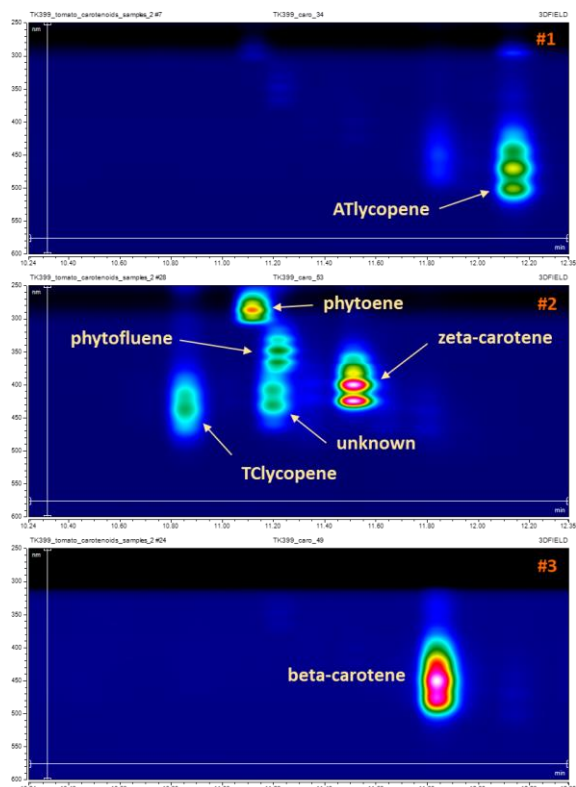 TK399_tomato_carotenoids_samples_2 #7 TK399_caro_34 3DFIELD
250
nm
#1
300
350
400
450
ATlycopene
500
550
min
600
10.24 10.40 10.60 10.80 11.00 11.20 11.40 11.60 11.80 12.00 12.20 12.35
TK399_tomato_carotenoids_samples_2 #28 TK399_caro_53 3DFIELD
250
nm
#2
phytoene
300
phytofluene
zeta-carotene
350
400
450
unknown
TClycopene
500
550
min
600
10.24 10.40 10.60 10.80 11.00 11.20 11.40 11.60 11.80 12.00 12.20 12.35
TK399_tomato_carotenoids_samples_2 #24 TK399_caro_49 3DFIELD
250
nm
#3
300
350
400
beta-carotene
450
500
550
min
600